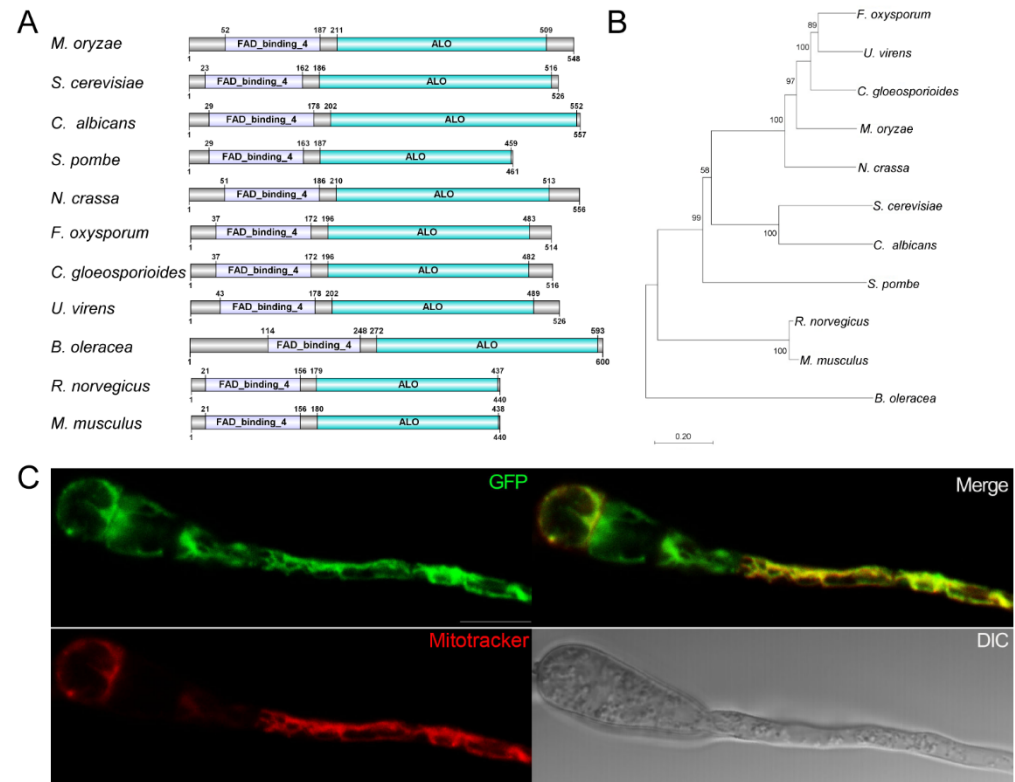 A
M. oryzae
52 187 211 509
FAD_binding_4 ALO
1 548
S. cerevisiae
23 162 186 516
FAD_binding_4 ALO
1 526
C. albicans
29 178 202 552
FAD_binding_4 ALO
1 557
S. pombe
29 163 187 459
FAD_binding_4 ALO
1 461
N. crassa
51 186 210 513
FAD_binding_4 ALO
1 556
F. oxysporum
37 172 196 483
FAD_binding_4 ALO
1 514
C. gloeosporioides
37 172 196 482
FAD_binding_4 ALO
1 516
U. virens
43 178 202 489
FAD_binding_4 ALO
1 526
B. oleracea
114 248 272 593
FAD_binding_4 ALO
1 600
R. norvegicus
21 156 179 437
FAD_binding_4 ALO
1 440
M. musculus
21 156 180 438
FAD_binding_4 ALO
1 440
B
F. oxysporum
89
U. virens
100
C. gloeosporioides
97
M. oryzae
100
N. crassa
58
S. cerevisiae
99
100
C. albicans
S. pombe
R. norvegicus
100
M. musculus
B. oleracea
0.20
C
GFP
Merge
Mitotracker
DIC